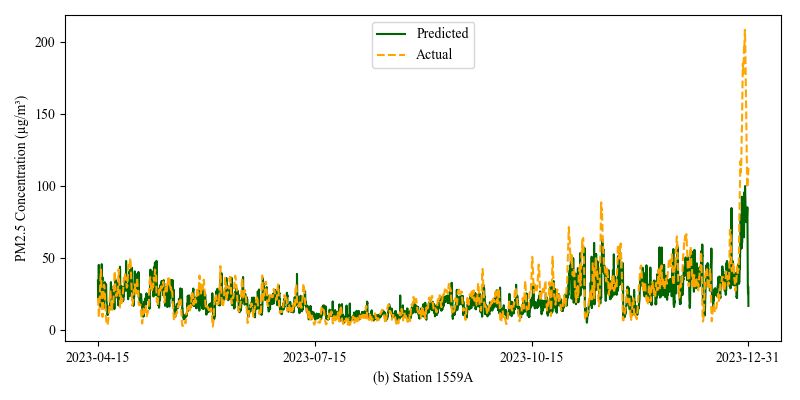 Predicted
Actual
PM2.5 Concentration (μg/m³)
200
150
100
50
0
2023-04-15
2023-07-15
2023-10-15
2023-12-31
(b) Station 1559A